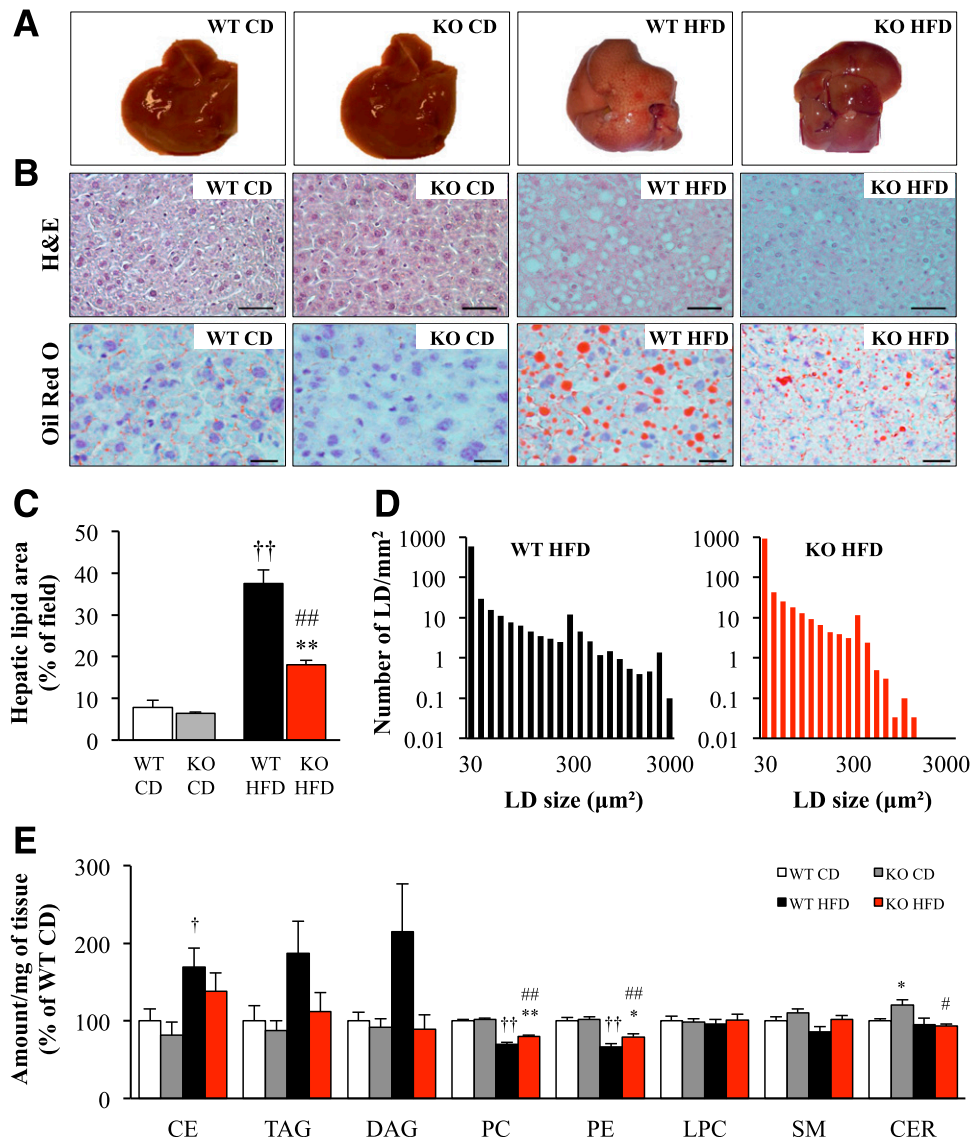 A
WT CD
KO CD
WT HFD
KO HFD
B
H&E
WT CD
KO CD
WT HFD
KO HFD
Oil Red O
WT CD
KO CD
WT HFD
KO HFD
C
Hepatic lipid area
(% of field)
50
40
30
20
10
0
††
##
**
WT
CD
KO
CD
WT
HFD
KO
HFD
D
Number of LD/mm²
1000
100
10
1
0.1
0.01
WT HFD
30
300
3000
LD size (μm²)
1000
100
10
1
0.1
0.01
KO HFD
30
300
3000
LD size (μm²)
E
Amount/mg of tissue
(% of WT CD)
300
200
100
0
WT CD
KO CD
WT HFD
KO HFD
†
††
##
**
††
##
*
*
#
CE
TAG
DAG
PC
PE
LPC
SM
CER